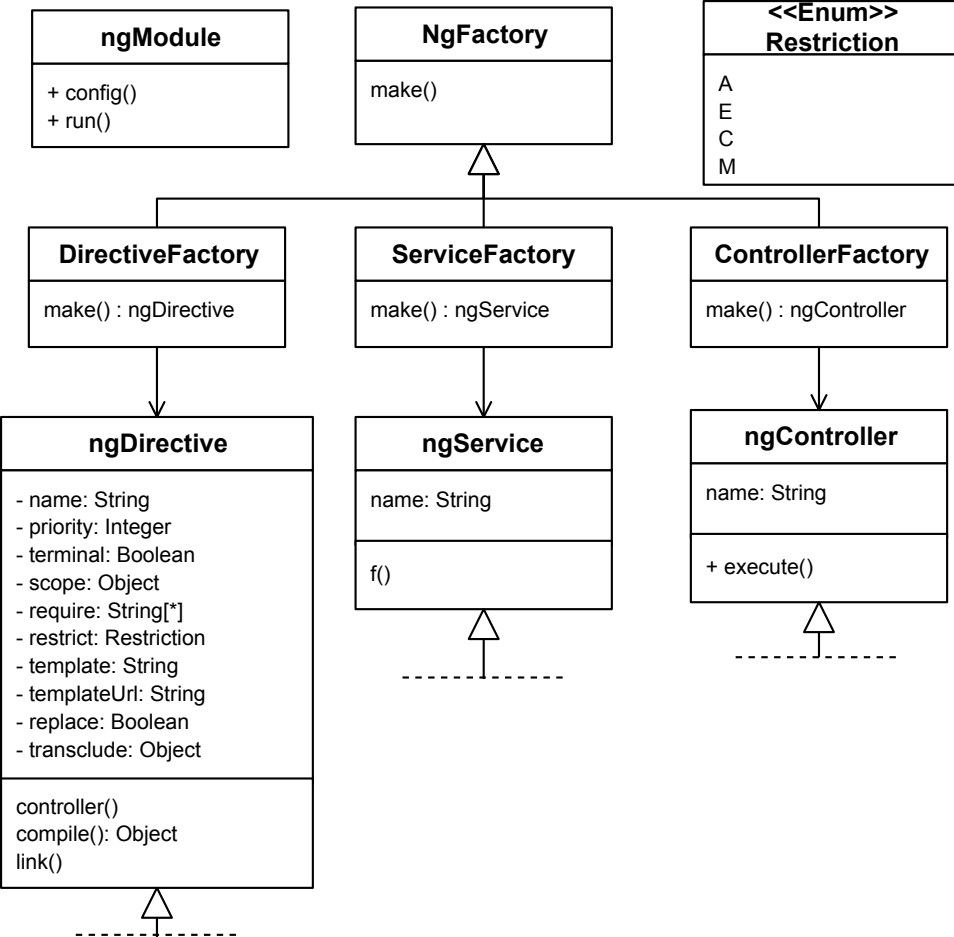 ngModule
+ config()
+ run()
NgFactory
make()
<<Enum>>
Restriction
A
E
C
M
DirectiveFactory
make() : ngDirective
ServiceFactory
make() : ngService
ControllerFactory
make() : ngController
ngDirective
- name: String
- priority: Integer
- terminal: Boolean
- scope: Object
- require: String[*]
- restrict: Restriction
- template: String
- templateUrl: String
- replace: Boolean
- transclude: Object
controller()
compile(): Object
link()
ngService
name: String
f()
ngController
name: String
+ execute()